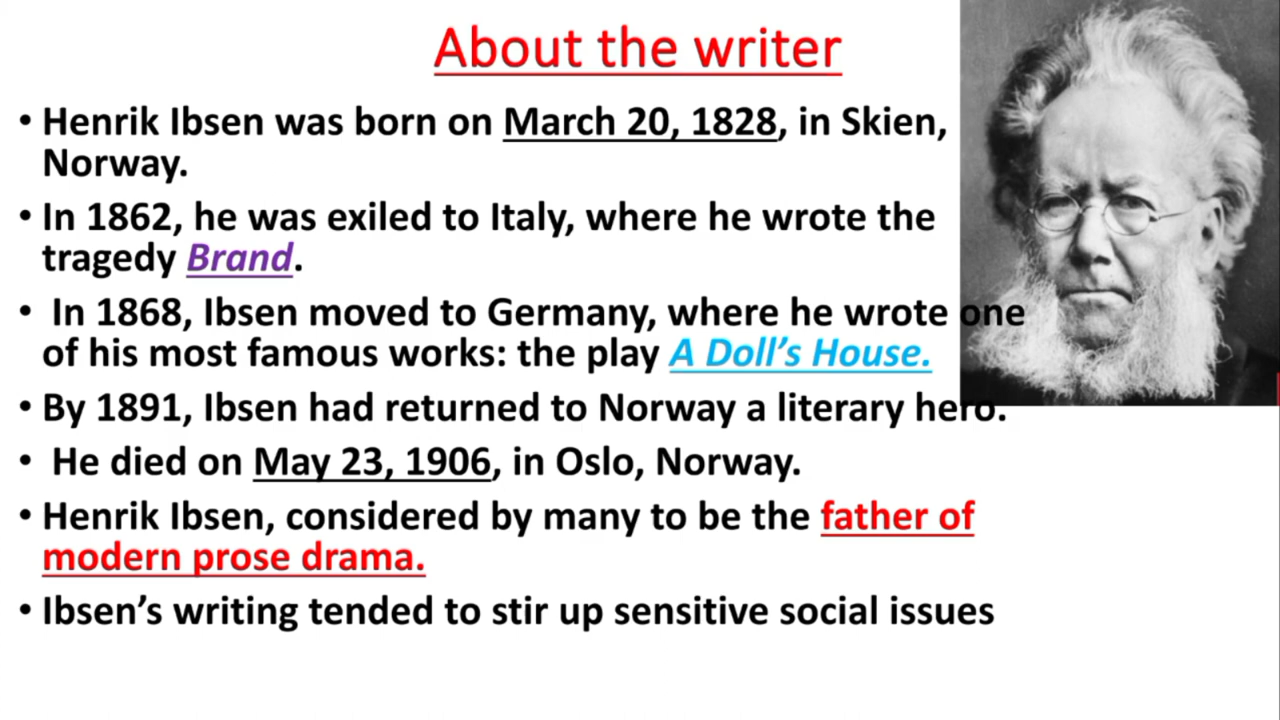 About the writer
• Henrik Ibsen was born on March 20, 1828, in Skien,
Norway.
• In 1862, he was exiled to Italy, where he wrote the
tragedy Brand.
• In 1868, Ibsen moved to Germany, where he wrote one
of his most famous works: the play A Doll’s House.
• By 1891, Ibsen had returned to Norway a literary hero.
• He died on May 23, 1906, in Oslo, Norway.
• Henrik Ibsen, considered by many to be the father of
modern prose drama.
• Ibsen’s writing tended to stir up sensitive social issues